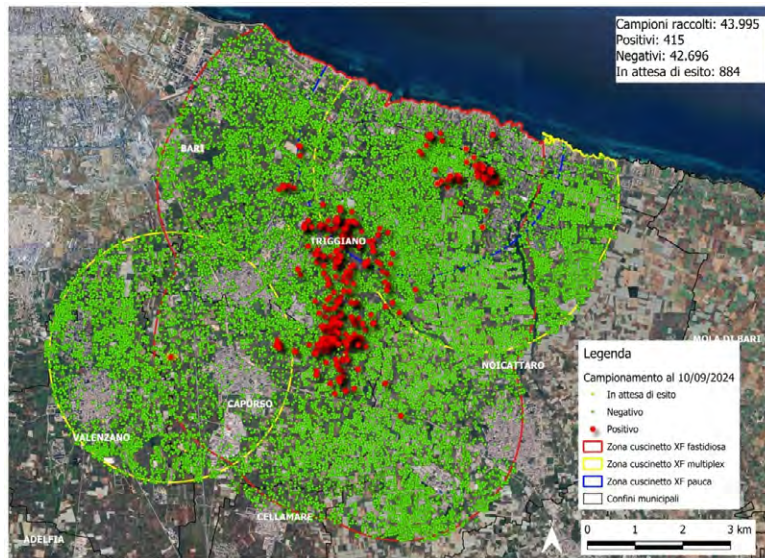 Campioni raccolti: 43.995
Positivi: 415
Negativi: 42.696
In attesa di esito: 884
BARI
TRIGGIANO
MOLA DI BARI
NOICATTARO
CAPURSO
VALENZANO
CELLAMARE
ADELFIA
Legenda
Campionamento al 10/09/2024
In attesa di esito
Negativo
Positivo
Zona cuscinetto XF fastidiosa
Zona cuscinetto XF multiplex
Zona cuscinetto XF pauca
Confini municipali
0 1 2 3 km